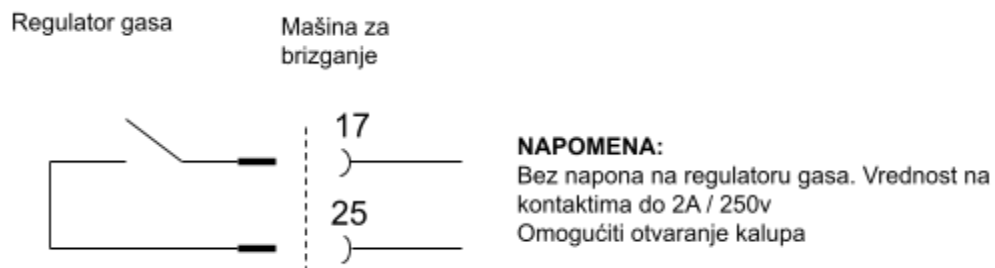 Regulator gasa
Mašina za
brizganje
17
25
NAPOMENA:
Bez napona na regulatoru gasa. Vrednost na
kontaktima do 2A / 250v
Omogućiti otvaranje kalupa